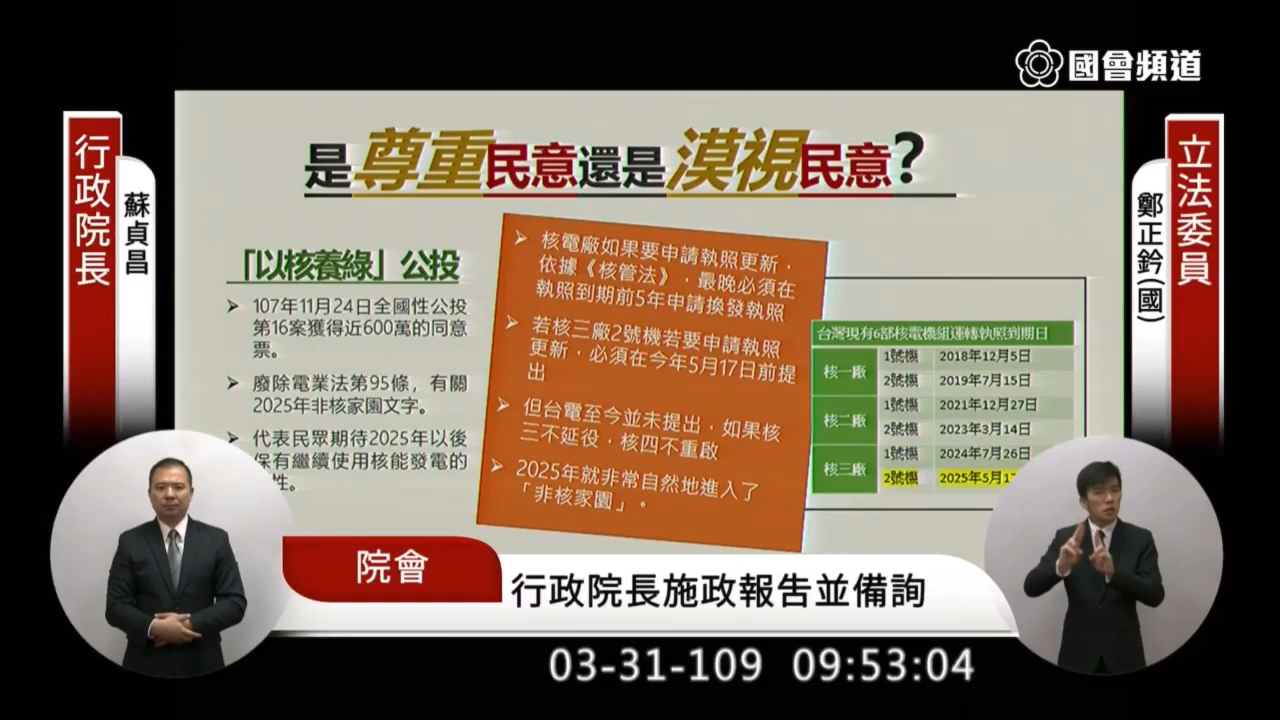 國會頻道
行政院長
蘇貞昌
立法委員
鄭正鈐(國)
是尊重民意還是漠視民意?
「以核養綠」公投
107年11月24日全國性公投
第16案獲得近600萬的同意
票。
廢除電業法第95條，有關
2025年非核家園文字。
代表民眾期待2025年以後
保有繼續使用核能發電的
性。
核電廠如果要申請執照更新，
依據《核管法》，最晚必須在
執照到期前5年申請換發執照
若核三廠2號機若要申請執照
更新，必須在今年5月17日前提
出
但台電至今並未提出，如果核
三不延役，核四不重啟
2025年就非常自然地進入了
「非核家園」。
台灣現有6部核電機組運轉執照到期日
核一廠
1號機 2018年12月5日
2號機 2019年7月15日
核二廠
1號機 2021年12月27日
2號機 2023年3月14日
核三廠
1號機 2024年7月26日
2號機 2025年5月17
院會
行政院長施政報告並備詢
03-31-109 09:53:04